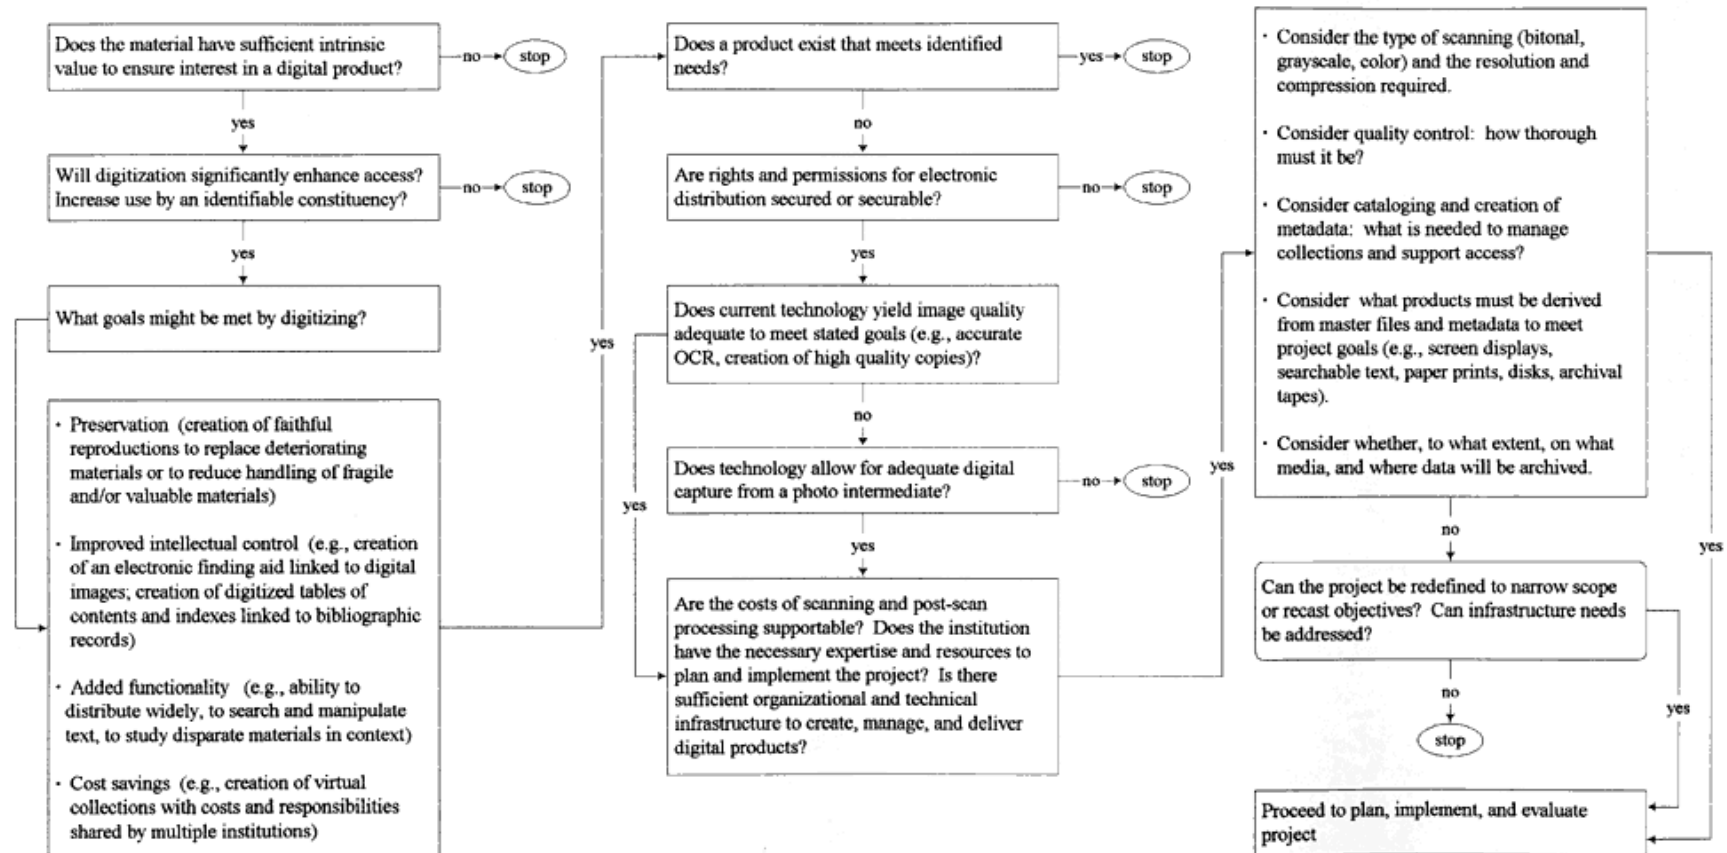 Does the material have sufficient intrinsic
value to ensure interest in a digital product?
no
stop
yes
Will digitization significantly enhance access?
Increase use by an identifiable constituency?
no
stop
yes
What goals might be met by digitizing?
· Preservation (creation of faithful
reproductions to replace deteriorating
materials or to reduce handling of fragile
and/or valuable materials)
· Improved intellectual control (e.g., creation
of an electronic finding aid linked to digital
images; creation of digitized tables of
contents and indexes linked to bibliographic
records)
· Added functionality (e.g., ability to
distribute widely, to search and manipulate
text, to study disparate materials in context)
· Cost savings (e.g., creation of virtual
collections with costs and responsibilities
shared by multiple institutions)
yes
Does a product exist that meets identified
needs?
yes
stop
no
Are rights and permissions for electronic
distribution secured or securable?
no
stop
yes
Does current technology yield image quality
adequate to meet stated goals (e.g., accurate
OCR, creation of high quality copies)?
no
yes
Does technology allow for adequate digital
capture from a photo intermediate?
no
stop
yes
Are the costs of scanning and post-scan
processing supportable? Does the institution
have the necessary expertise and resources to
plan and implement the project? Is there
sufficient organizational and technical
infrastructure to create, manage, and deliver
digital products?
yes
· Consider the type of scanning (bitonal,
grayscale, color) and the resolution and
compression required.
· Consider quality control: how thorough
must it be?
· Consider cataloging and creation of
metadata: what is needed to manage
collections and support access?
· Consider what products must be derived
from master files and metadata to meet
project goals (e.g., screen displays,
searchable text, paper prints, disks, archival
tapes).
· Consider whether, to what extent, on what
media, and where data will be archived.
no
yes
Can the project be redefined to narrow scope
or recast objectives? Can infrastructure needs
be addressed?
no
yes
stop
Proceed to plan, implement, and evaluate
project